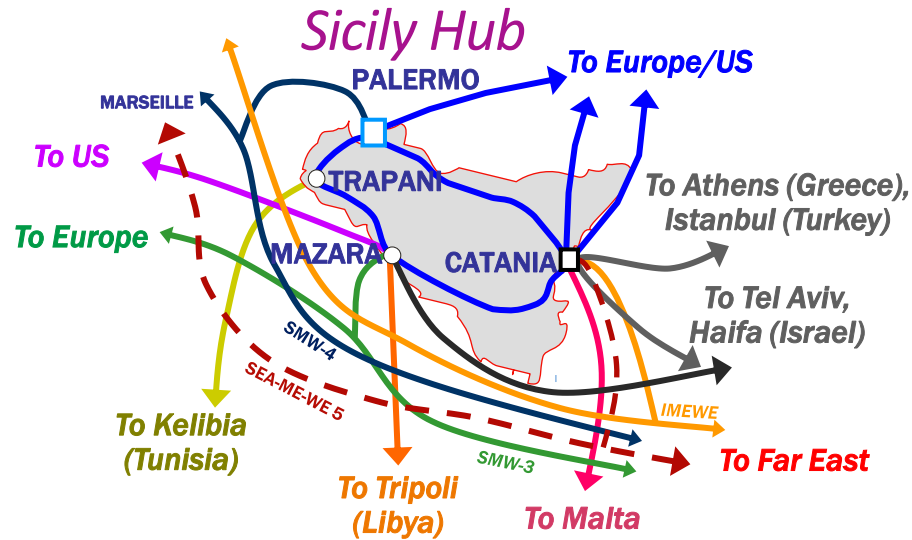 Sicily Hub
PALERMO
To Europe/US
MARSEILLE
To US
TRAPANI
To Athens (Greece),
Istanbul (Turkey)
To Europe
MAZARA
CATANIA
To Tel Aviv,
Haifa (Israel)
SMW-4
SEA-ME-WE 5
IMEWE
To Kelibia
(Tunisia)
SMW-3
To Far East
To Tripoli
(Libya)
To Malta